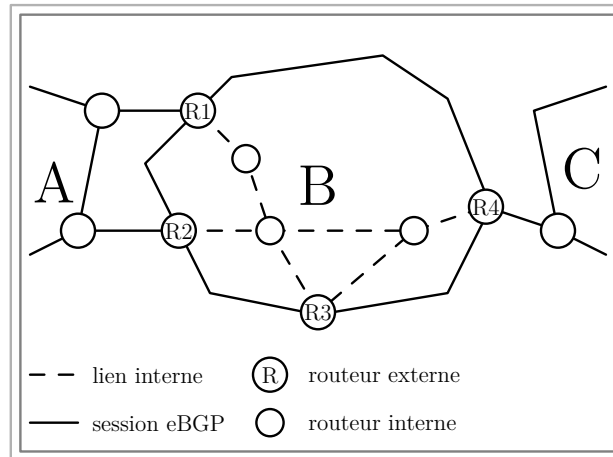 R1
A
B
C
R4
R2
R3
lien interne
R
routeur externe
session eBGP
routeur interne